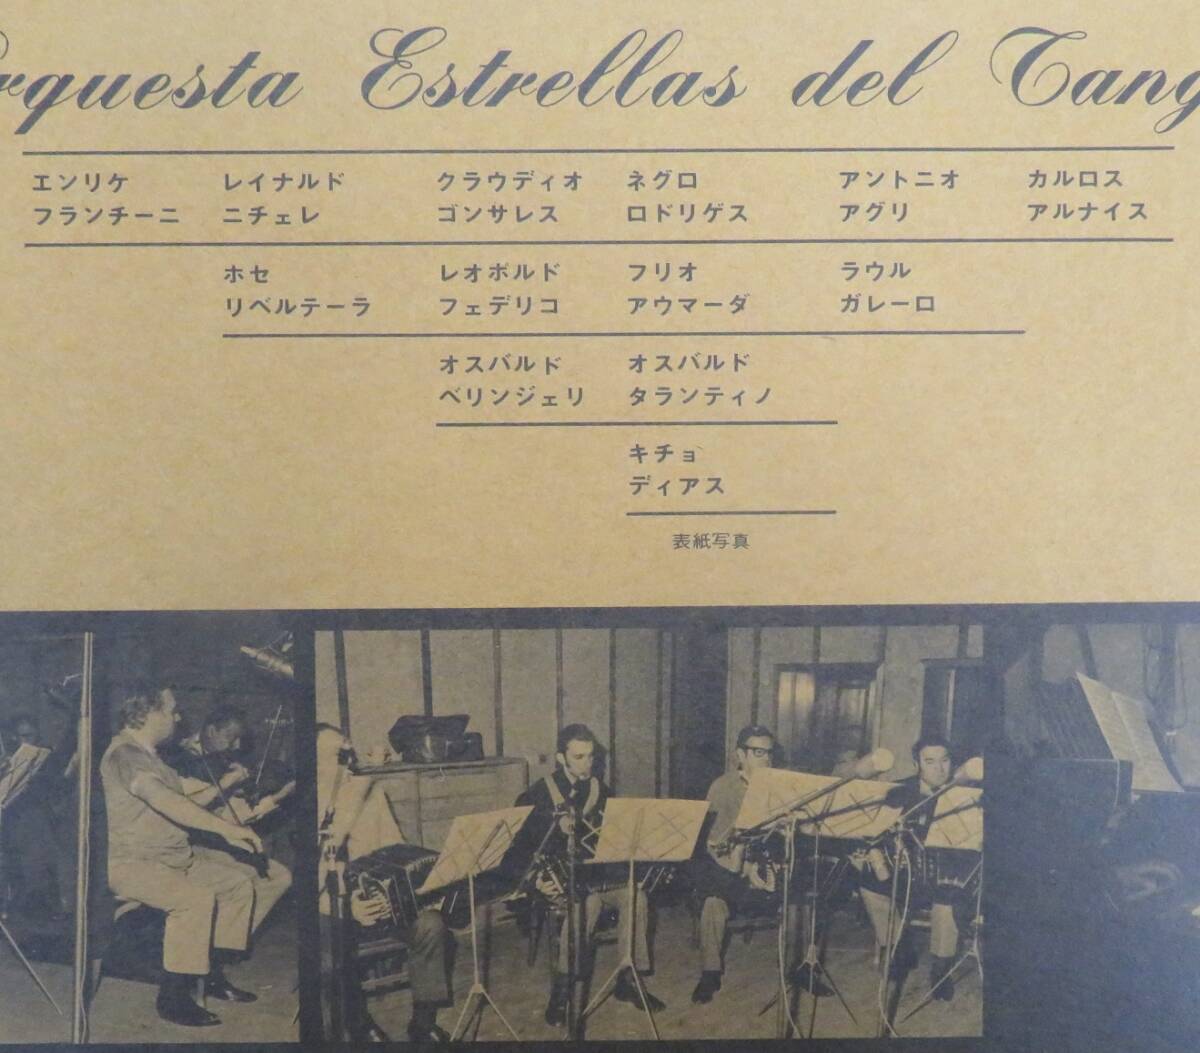 rquesta Estrellas del Tang
エンリケ レイナルド クラウディオ ネグロ アントニオ カルロス
フランチーニ ニチェレ ゴンサレス ロドリゲス アグリ アルナイス
ホセ レオポルド フリオ ラウル
リベルテーラ フェデリコ アウマーダ ガレーロ
オスバルド オスバルド
ベリンジェリ タランティノ
キチョ
ディアス
表紙写真